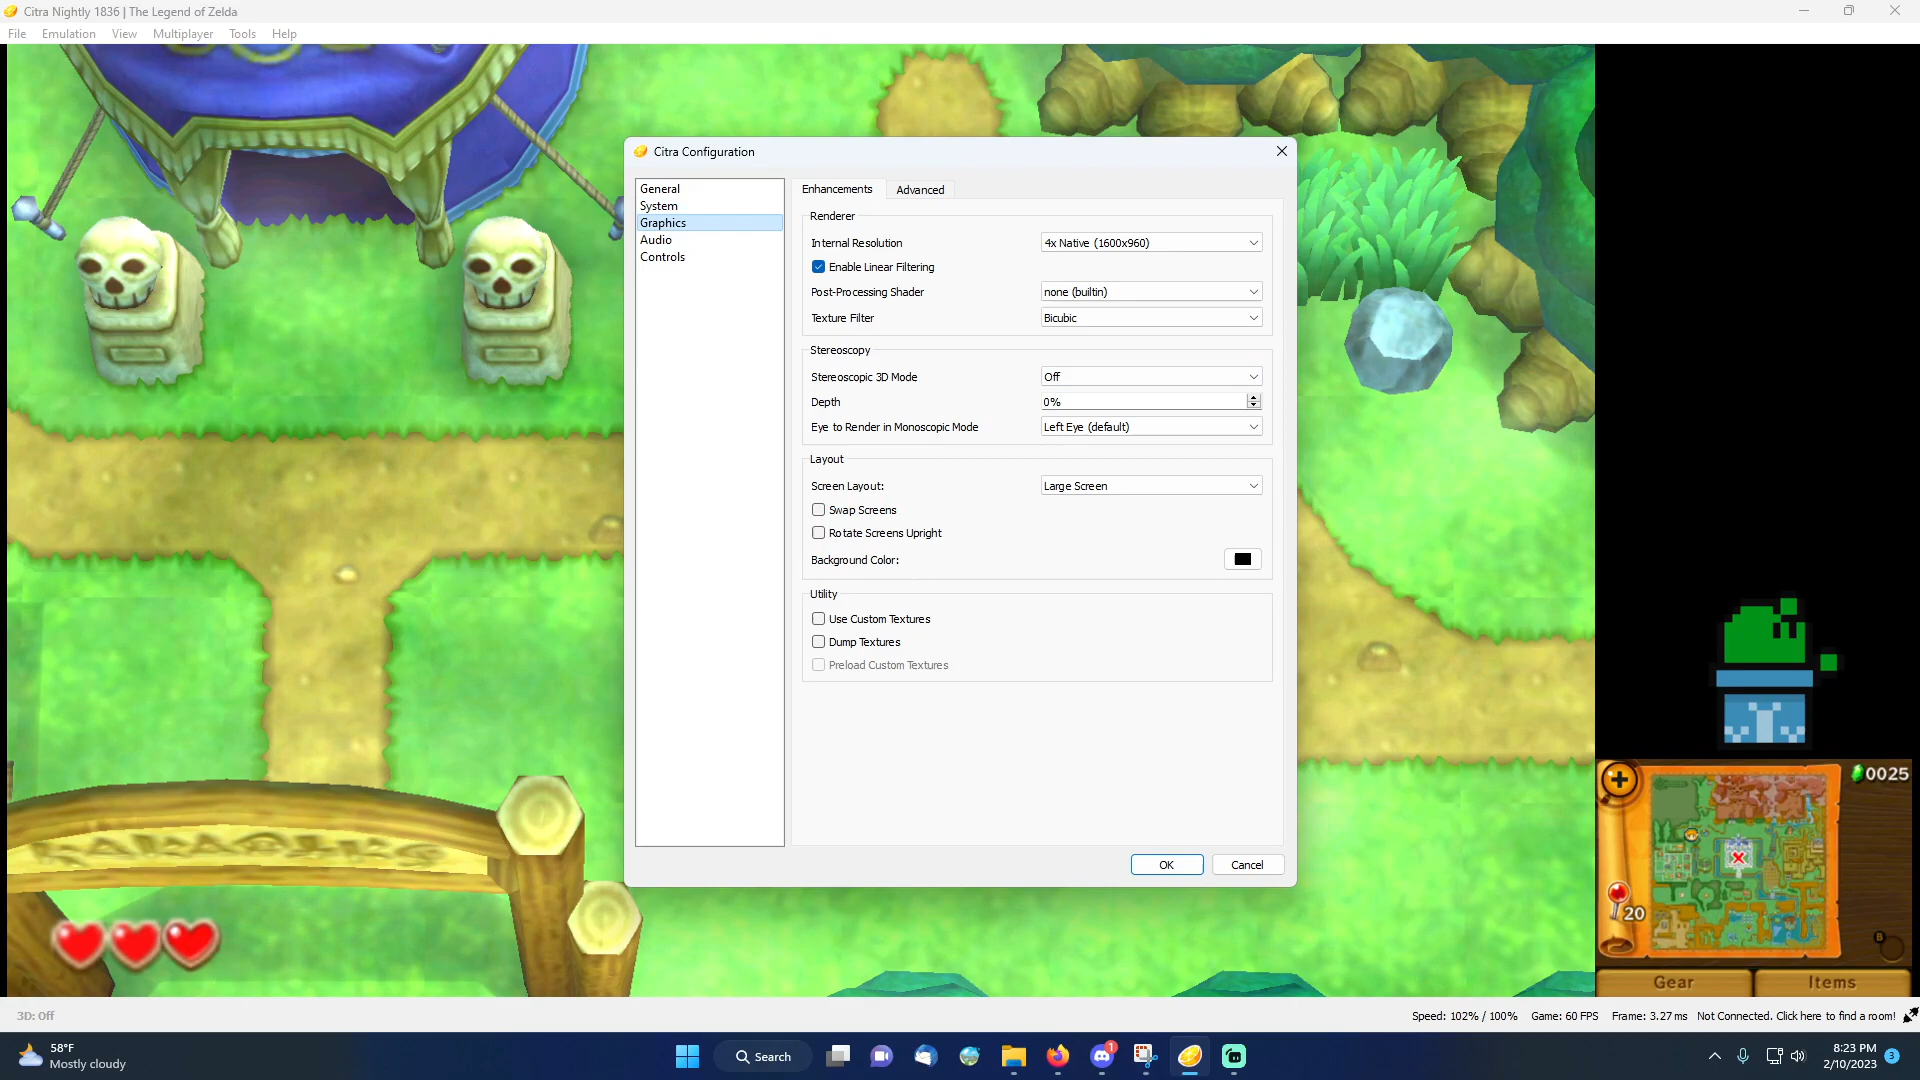 Citra Nightly 1836 | The Legend of Zelda
File Emulation View Multiplayer Tools Help
Citra Configuration
General
System
Graphics
Audio
Controls
Enhancements Advanced
Renderer
Internal Resolution 4x Native (1600x960)
Enable Linear Filtering
Post-Processing Shader none (builtin)
Texture Filter Bicubic
Stereoscopy
Stereoscopic 3D Mode Off
Depth 0%
Eye to Render in Monoscopic Mode Left Eye (default)
Layout
Screen Layout: Large Screen
Swap Screens
Rotate Screens Upright
Background Color:
Utility
Use Custom Textures
Dump Textures
Preload Custom Textures
OK Cancel
0025
20
B
Gear Items
3D: Off
Speed: 102% / 100% Game: 60 FPS Frame: 3.27 ms Not Connected. Click here to find a room!
58°F
Mostly cloudy
Search
1
8:23 PM
2/10/2023
3